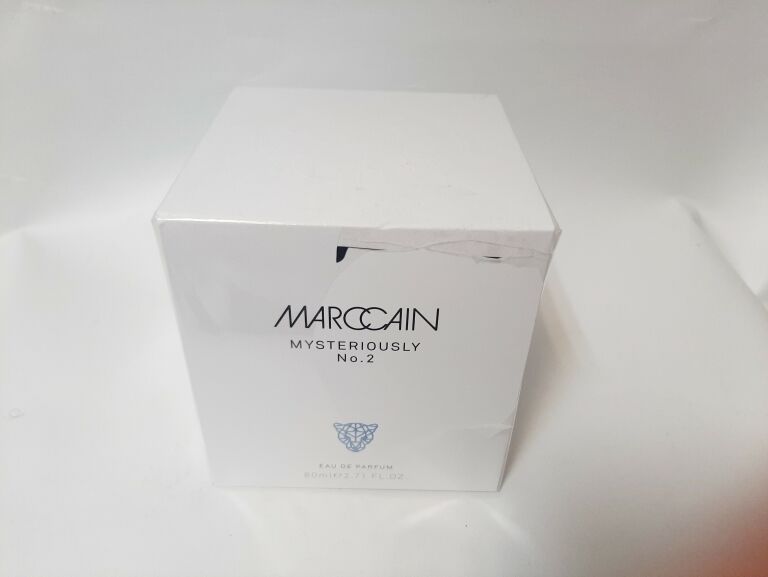 MARCCAIN
MYSTERIOUSLY
No.2
EAU DE PARFUM
80ml℮2.71 FL.OZ.